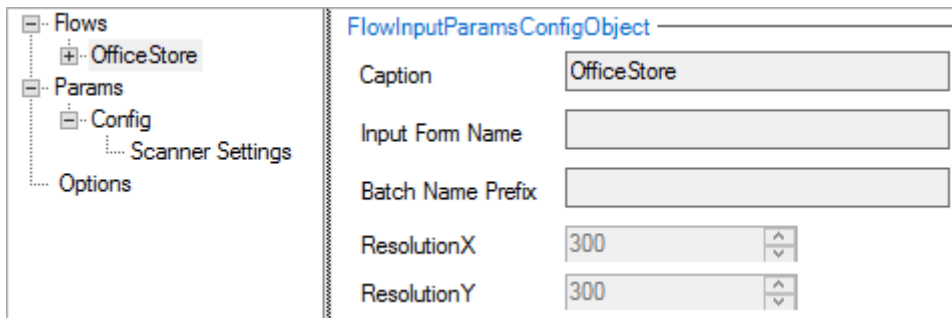 Flows
OfficeStore
Params
Config
Scanner Settings
Options
FlowInputParamsConfigObject
Caption
OfficeStore
Input Form Name
Batch Name Prefix
ResolutionX
300
ResolutionY
300